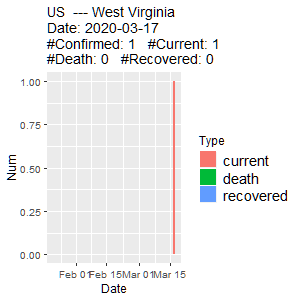 US  --- West Virginia
Date: 2020-03-17
#Confirmed: 1   #Current: 1
#Death: 0   #Recovered: 0
1.00
0.75
0.50
0.25
0.00
Num
Feb 01 Feb 15 Mar 01 Mar 15
Date
Type
current
death
recovered